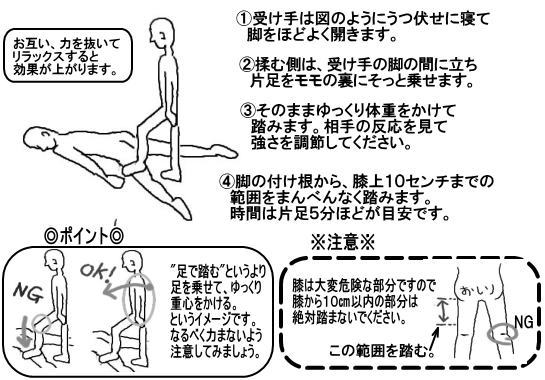 お互い、力を抜いて
リラックスすると
効果が上がります。
①受け手は図のようにうつ伏せに寝て
脚をほどよく開きます。
②揉む側は、受け手の脚の間に立ち
片足をモモの裏にそっと乗せます。
③そのままゆっくり体重をかけて
踏みます。相手の反応を見て
強さを調節してください。
④脚の付け根から、膝上10センチまでの
範囲をまんべんなく踏みます。
時間は片足5分ほどが目安です。
◎ポイント◎
NG
OK!
"足で踏む"というより
足を乗せて、ゆっくり
重心をかける。
というイメージです。
なるべく力まないよう
注意してみましょう。
※注意※
膝は大変危険な部分ですので
膝から10cm以内の部分は
絶対踏まないでください。
おしり
NG
この範囲を踏む。